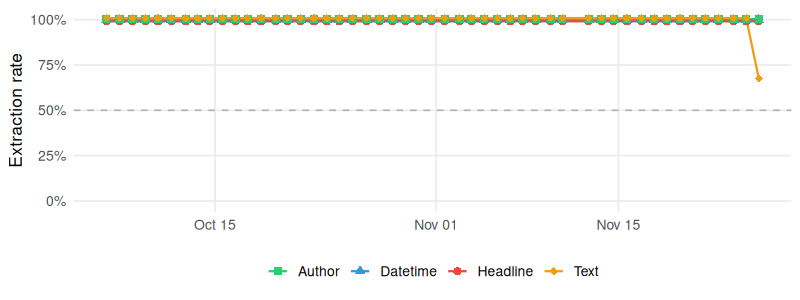 Extraction rate
100%
75%
50%
25%
0%
Oct 15 Nov 01 Nov 15
Author Datetime Headline Text